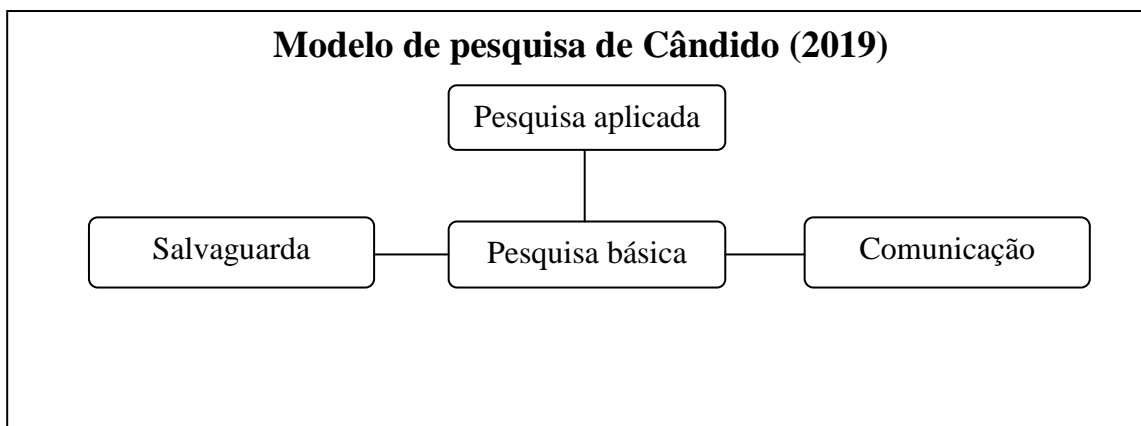 Modelo de pesquisa de Cândido (2019)
Pesquisa aplicada
Salvaguarda
Pesquisa básica
Comunicação